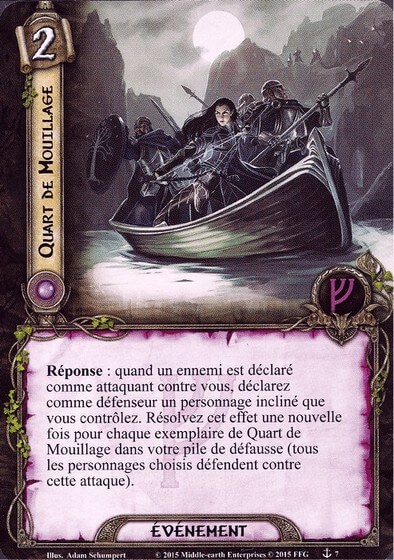 2
QUART DE MOUILLAGE
Réponse : quand un ennemi est déclaré
comme attaquant contre vous, déclarez
comme défenseur un personnage incliné que
vous contrôlez. Résolvez cet effet une nouvelle
fois pour chaque exemplaire de Quart de
Mouillage dans votre pile de défausse (tous
les personnages choisis défendent contre
cette attaque).
ÉVÉNEMENT
Illus. Adam Schumpert © 2015 Middle-earth Enterprises © 2015 FFG 7